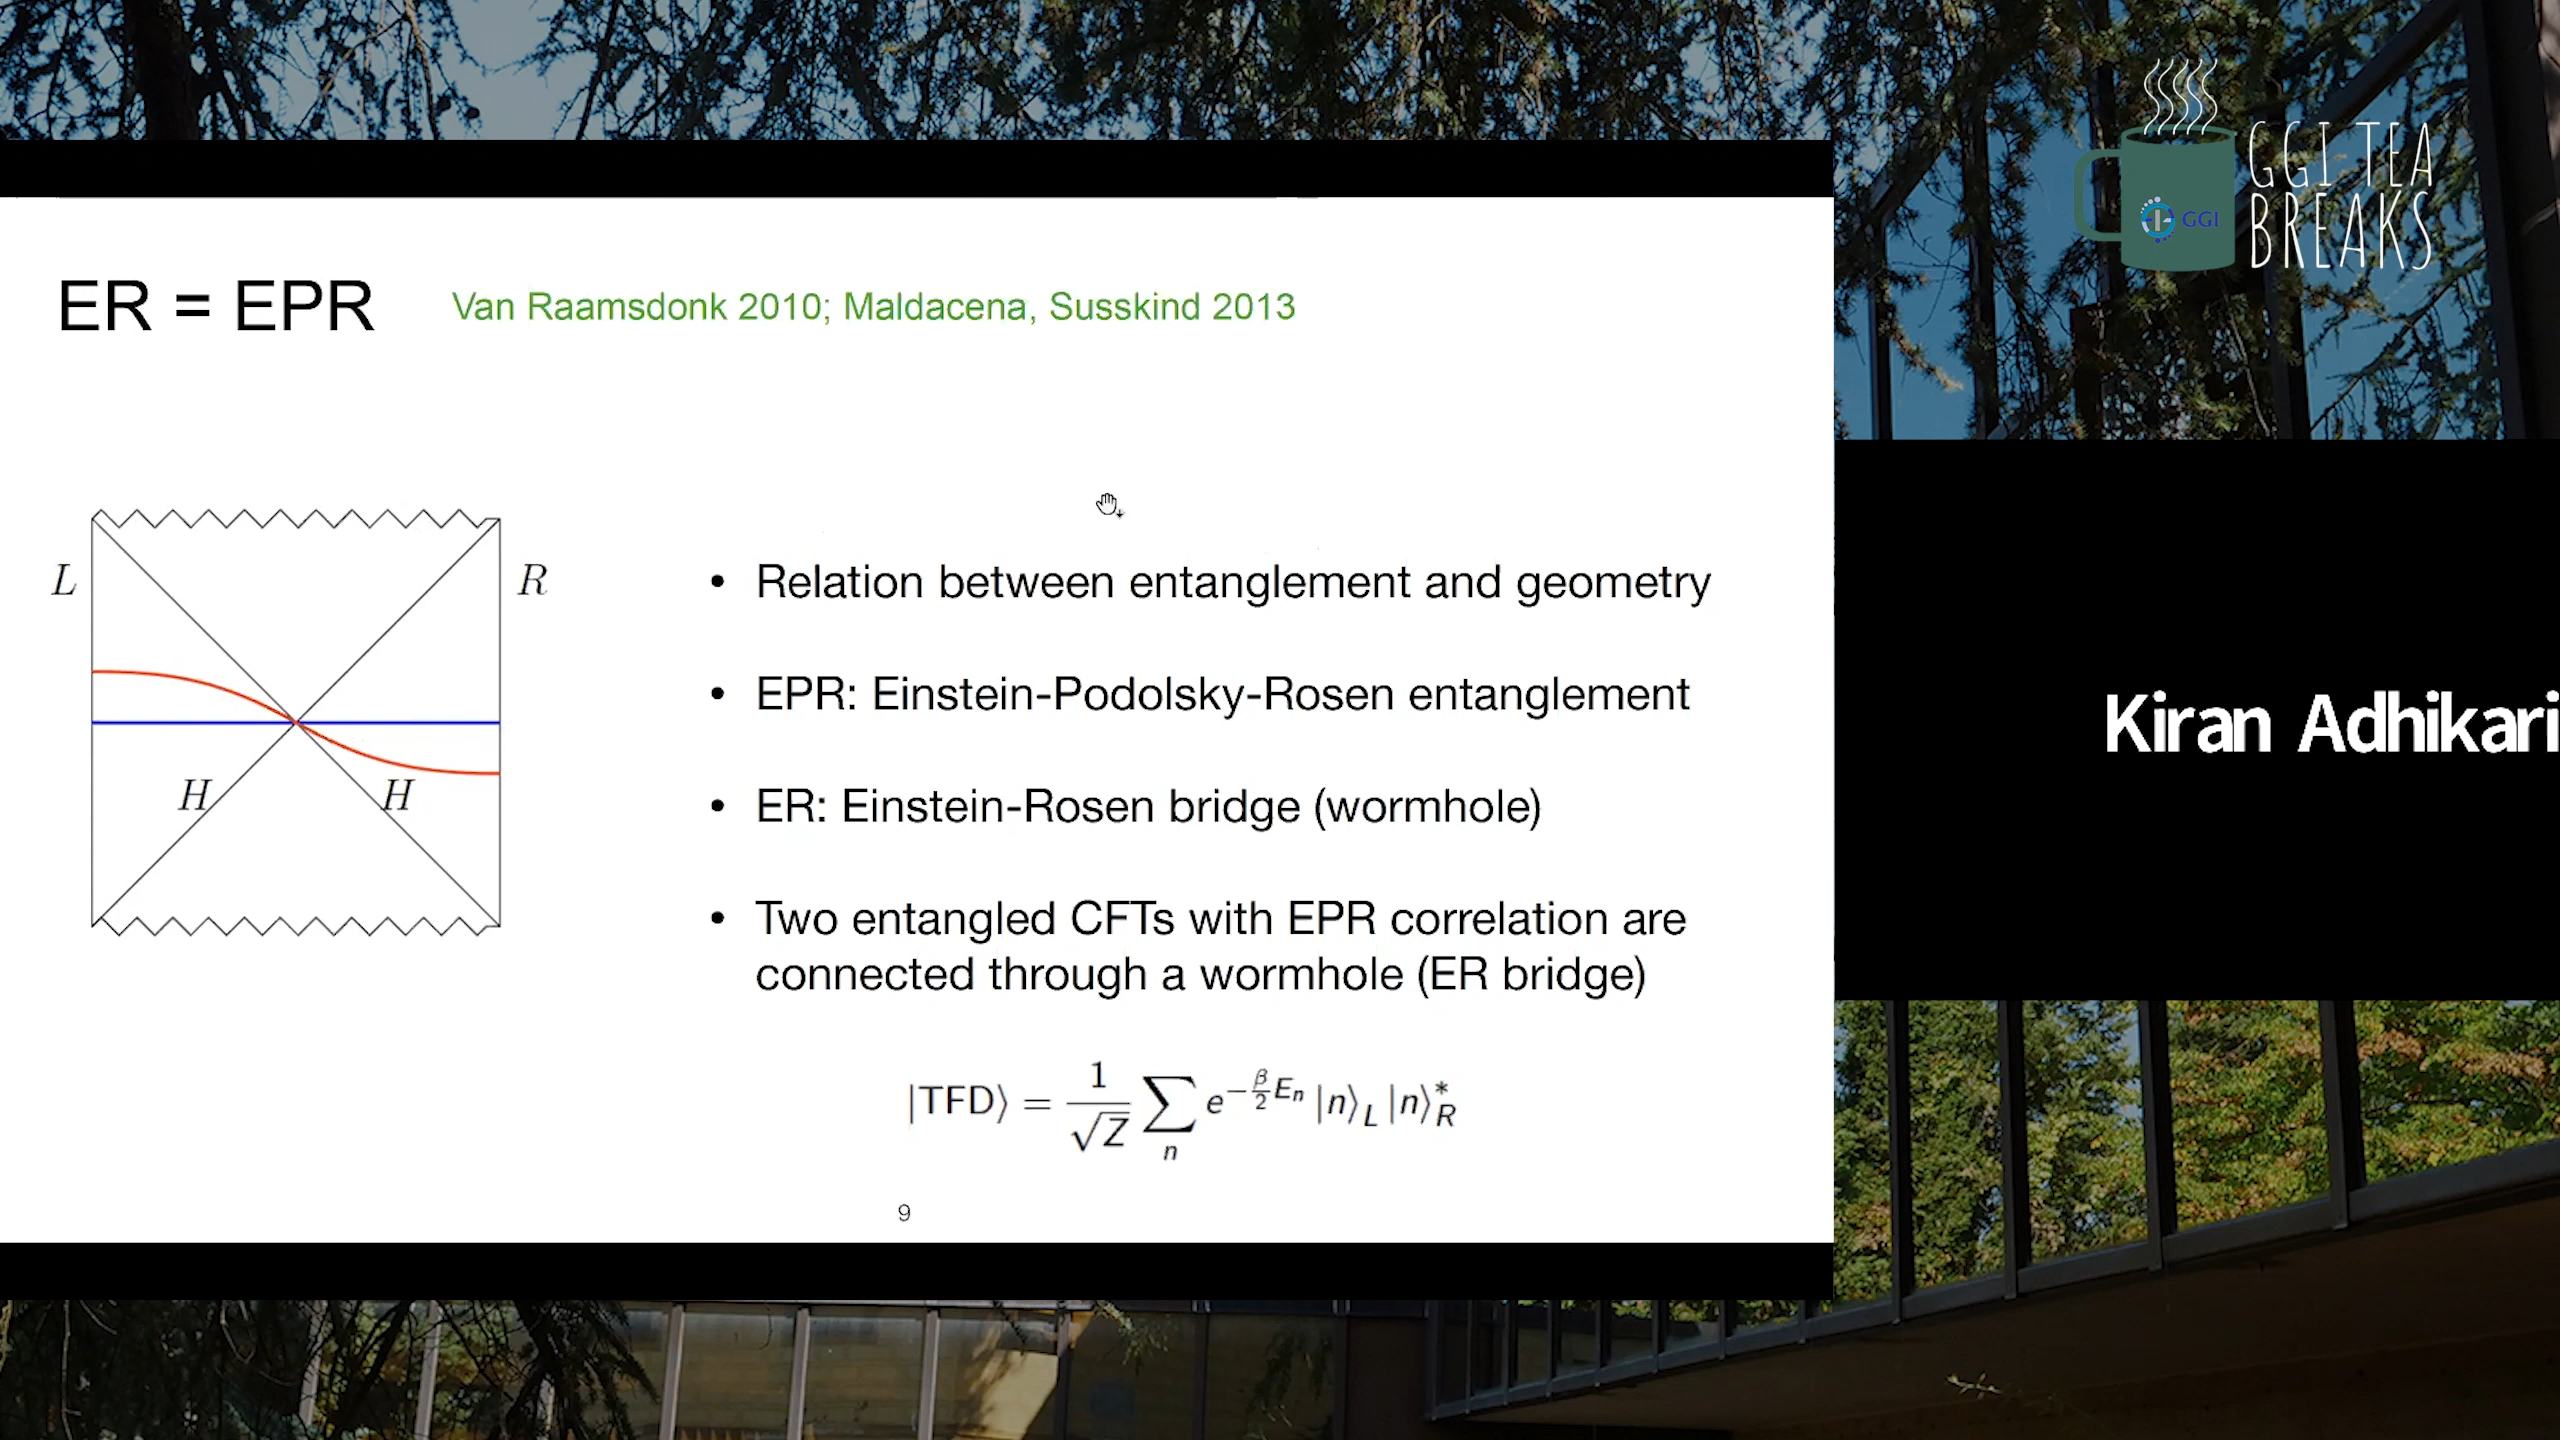 GGI TEA
BREAKS
GGI
ER = EPR
Van Raamsdonk 2010; Maldacena, Susskind 2013
L
R
H
H
• Relation between entanglement and geometry
• EPR: Einstein-Podolsky-Rosen entanglement
• ER: Einstein-Rosen bridge (wormhole)
• Two entangled CFTs with EPR correlation are
connected through a wormhole (ER bridge)
|TFD⟩ = 1/√Z ∑_n e^{-β/2 E_n} |n⟩_L |n⟩*_R
9
Kiran Adhikari